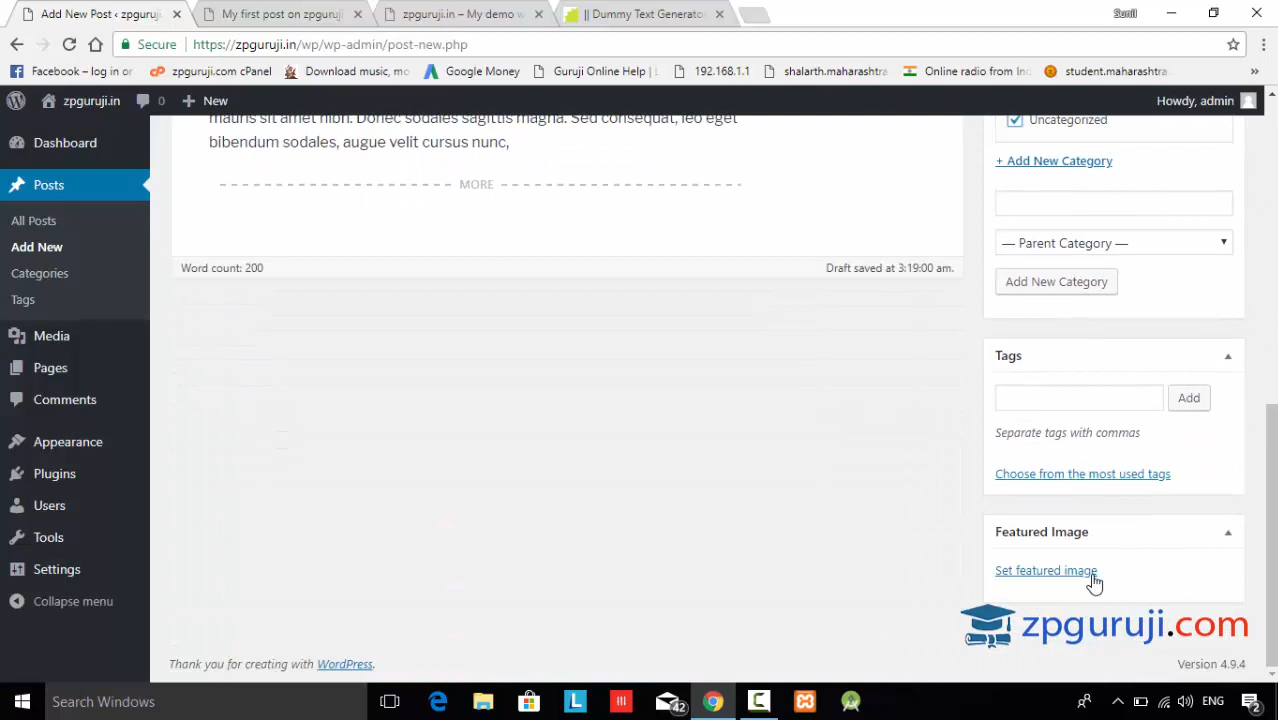 Add New Post ‹ zpguruji.
My first post on zpguruji
zpguruji.in – My demo w
|| Dummy Text Generator
Sunil
Secure
https://zpguruji.in/wp/wp-admin/post-new.php
Facebook – log in or
zpguruji.com cPanel
Download music, mo
Google Money
Guruji Online Help |
192.168.1.1
shalarth.maharashtra
Online radio from In
student.maharashtra
»
zpguruji.in
0
New
Howdy, admin
Dashboard
Posts
All Posts
Add New
Categories
Tags
Media
Pages
Comments
Appearance
Plugins
Users
Tools
Settings
Collapse menu
mauris sit amet nibh. Donec sodales sagittis magna. Sed consequat, leo eget
bibendum sodales, augue velit cursus nunc,
MORE
Word count: 200
Draft saved at 3:19:00 am.
Uncategorized
+ Add New Category
— Parent Category —
Add New Category
Tags
Add
Separate tags with commas
Choose from the most used tags
Featured Image
Set featured image
zpguruji.com
Thank you for creating with WordPress.
Version 4.9.4
Search Windows
42
ENG
2